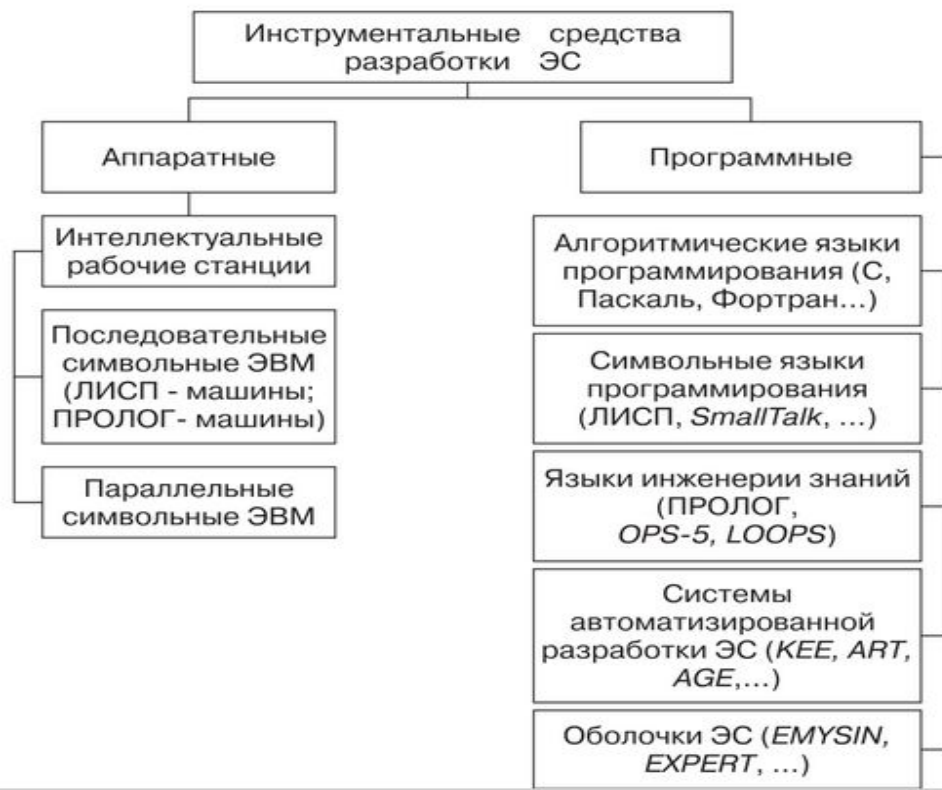 Инструментальные средства
разработки ЭС
Аппаратные
Интеллектуальные
рабочие станции
Последовательные
символьные ЭВМ
(ЛИСП - машины;
ПРОЛОГ- машины)
Параллельные
символьные ЭВМ
Программные
Алгоритмические языки
программирования (С,
Паскаль, Фортран...)
Символьные языки
программирования
(ЛИСП, SmallTalk, ...)
Языки инженерии знаний
(ПРОЛОГ,
OPS-5, LOOPS)
Системы
автоматизированной
разработки ЭС (KEE, ART,
AGE,...)
Оболочки ЭС (EMYSIN,
EXPERT, ...)